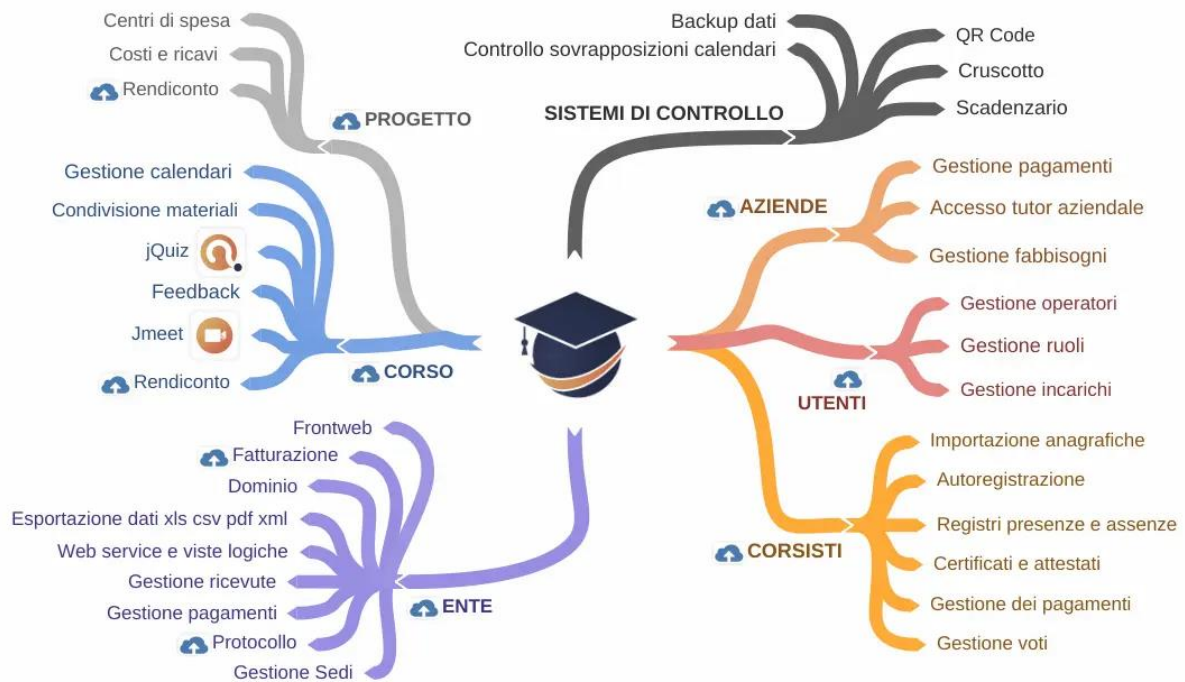 Centri di spesa
Costi e ricavi
Rendiconto
PROGETTO
Backup dati
Controllo sovrapposizioni calendari
SISTEMI DI CONTROLLO
QR Code
Cruscotto
Scadenzario
Gestione calendari
Condivisione materiali
jQuiz
Feedback
Jmeet
Rendiconto
CORSO
AZIENDE
Gestione pagamenti
Accesso tutor aziendale
Gestione fabbisogni
UTENTI
Gestione operatori
Gestione ruoli
Gestione incarichi
Frontweb
Fatturazione
Dominio
Esportazione dati xls csv pdf xml
Web service e viste logiche
Gestione ricevute
Gestione pagamenti
Protocollo
Gestione Sedi
ENTE
CORSISTI
Importazione anagrafiche
Autoregistrazione
Registri presenze e assenze
Certificati e attestati
Gestione dei pagamenti
Gestione voti